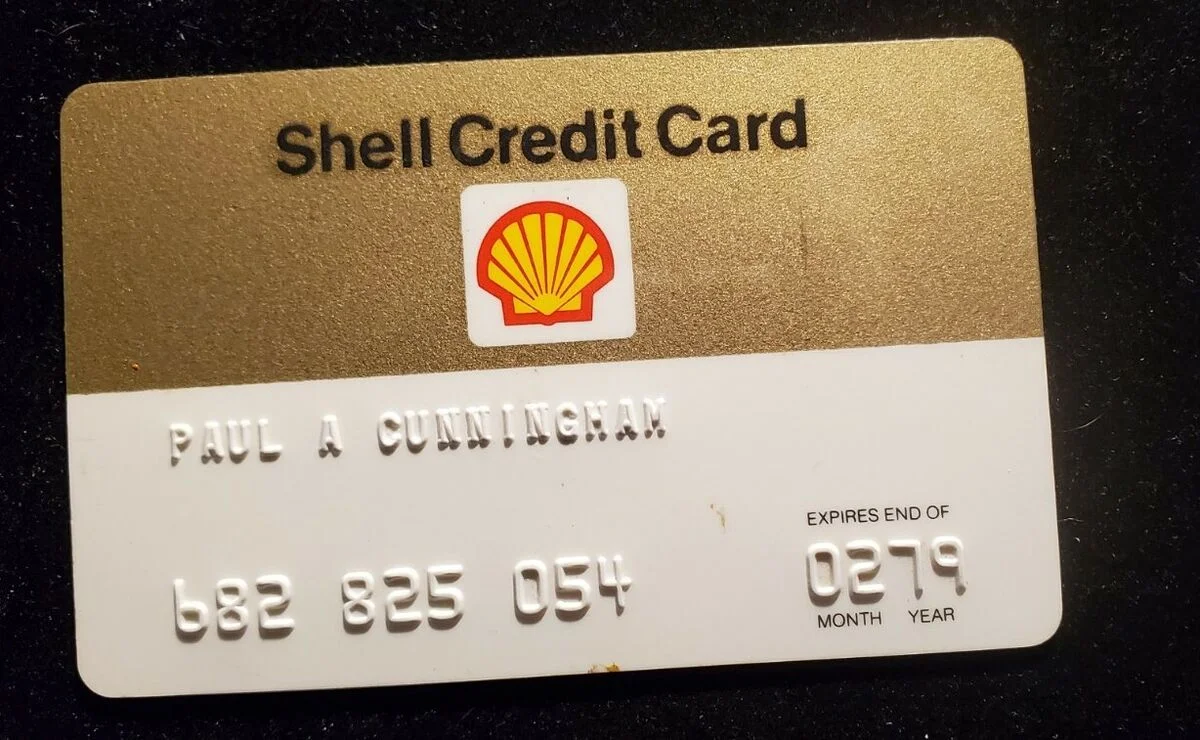 Shell Credit Card
PAUL A CUNNINGHAM
EXPIRES END OF
682 825 054 0279
MONTH YEAR